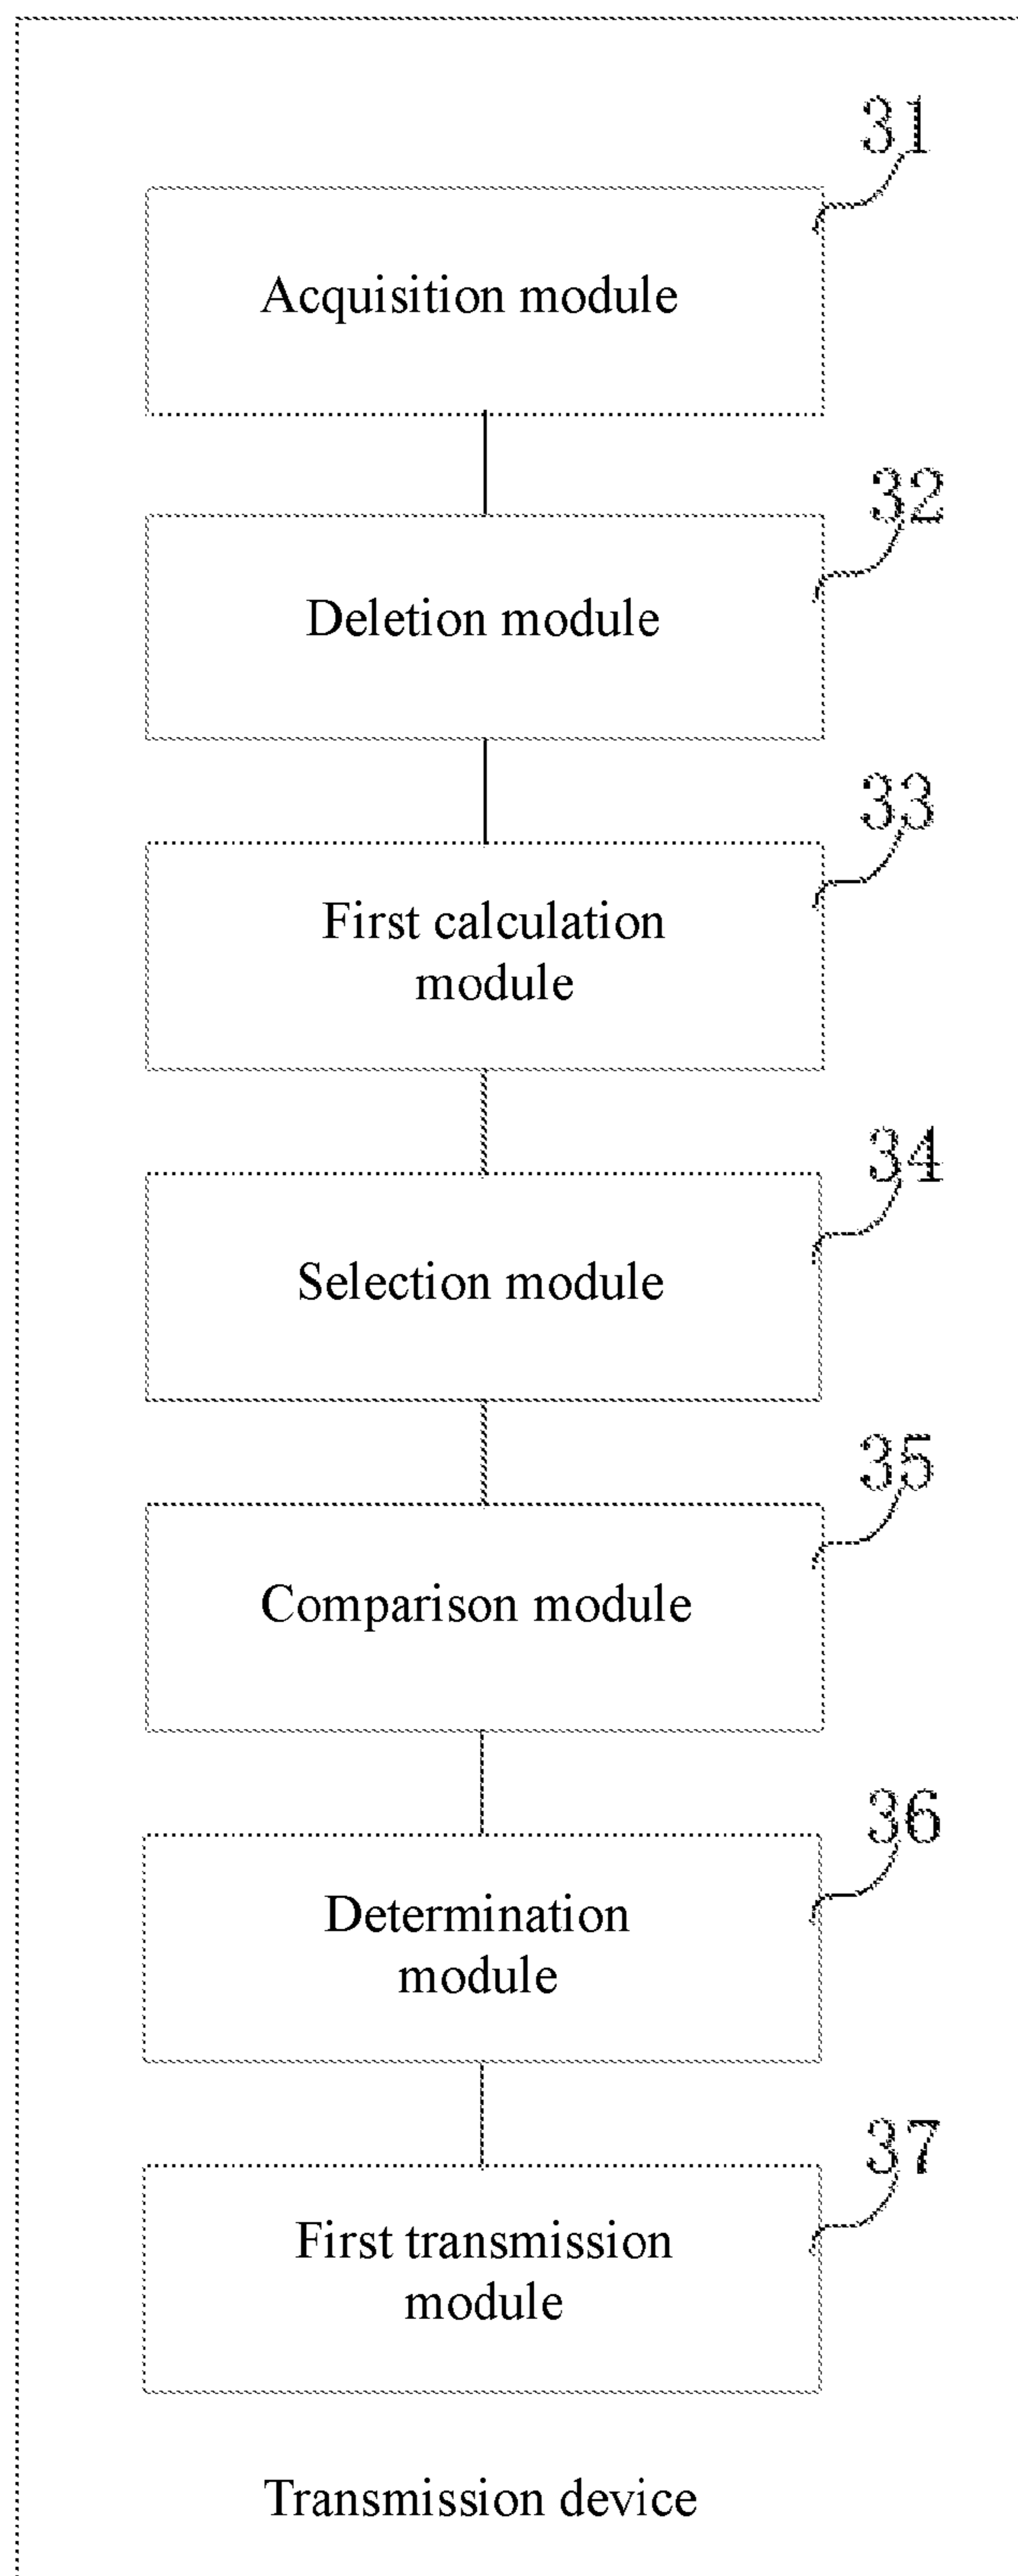 31
Acquisition module
32
Deletion module
33
First calculation
module
34
Selection module
35
Comparison module
36
Determination
module
37
First transmission
module
Transmission device